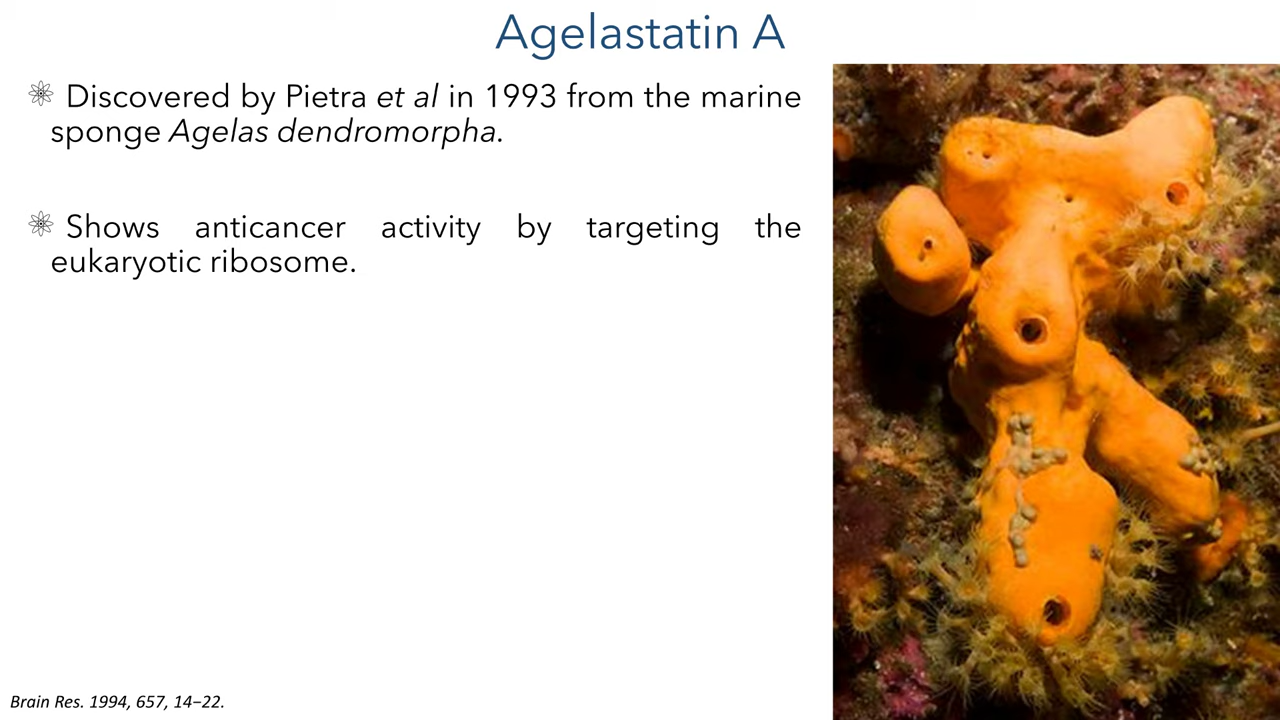 Agelastatin A
Discovered by Pietra et al in 1993 from the marine
sponge Agelas dendromorpha.
Shows anticancer activity by targeting the
eukaryotic ribosome.
Brain Res. 1994, 657, 14–22.